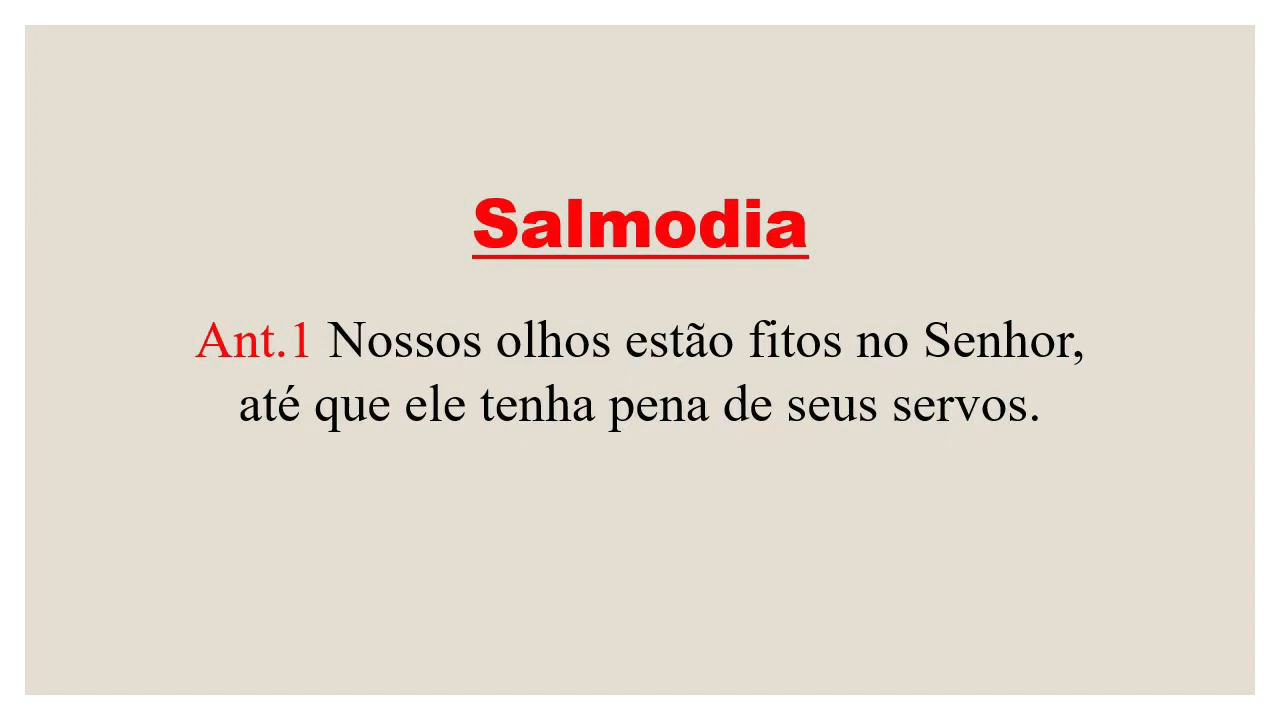 Salmodia
Ant.1 Nossos olhos estão fitos no Senhor,
até que ele tenha pena de seus servos.